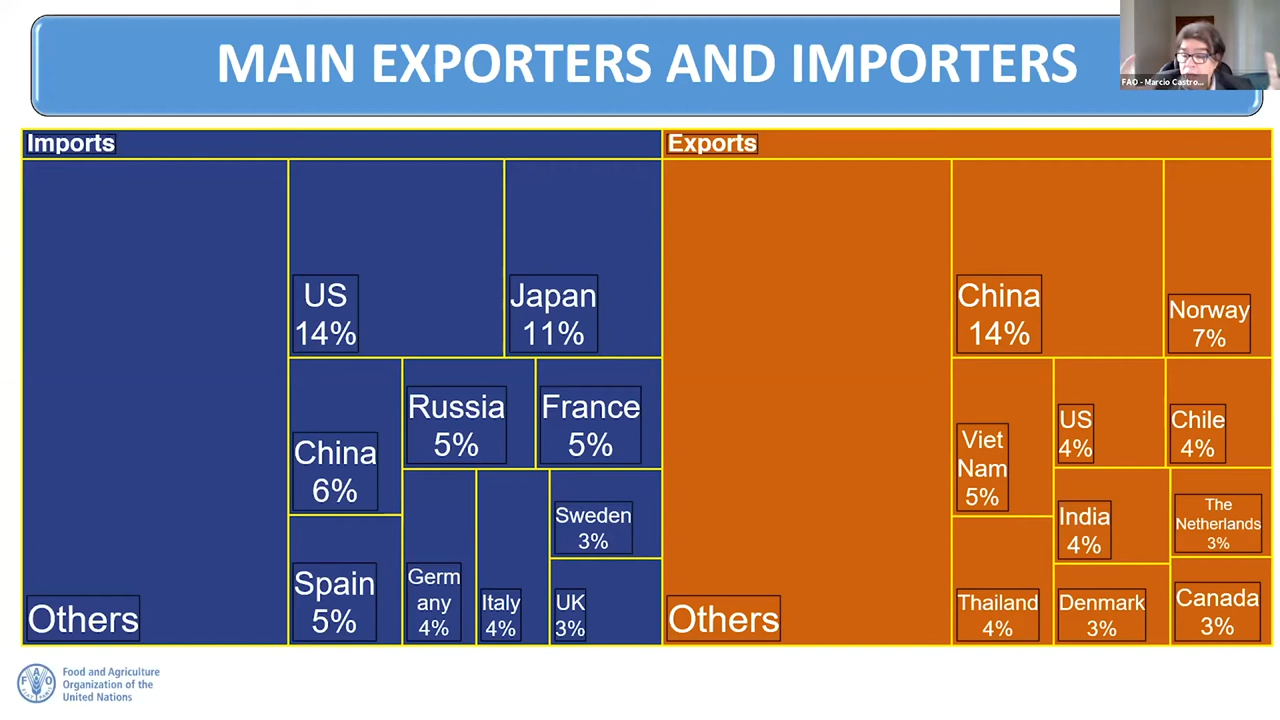 MAIN EXPORTERS AND IMPORTERS
FAO - Marcio Castro...
Imports
Others
US
14%
Japan
11%
China
6%
Russia
5%
France
5%
Spain
5%
Germ
any
4%
Italy
4%
Sweden
3%
UK
3%
Exports
Others
China
14%
Norway
7%
Viet
Nam
5%
US
4%
Chile
4%
India
4%
The
Netherlands
3%
Thailand
4%
Denmark
3%
Canada
3%
F A O
FIAT PANIS
Food and Agriculture
Organization of the
United Nations